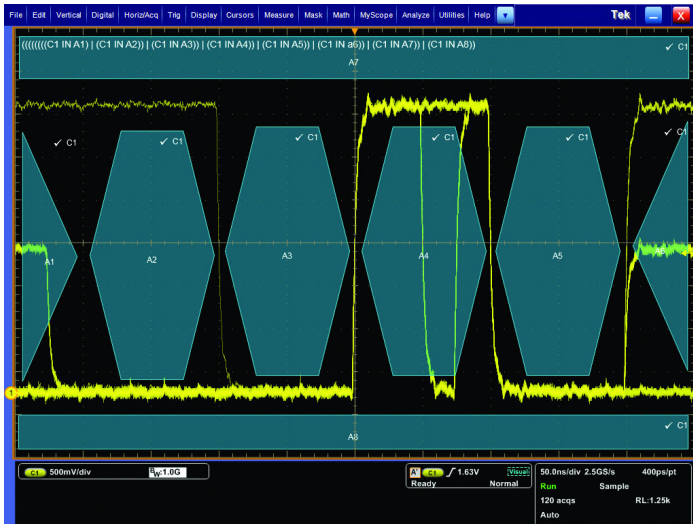 File Edit Vertical Digital Horiz/Acq Trig Display Cursors Measure Mask Math MyScope Analyze Utilities Help Tek X
((((((((C1 IN A1) | (C1 IN A2)) | (C1 IN A3)) | (C1 IN A4)) | (C1 IN A5)) | (C1 IN a6)) | (C1 IN A7)) | (C1 IN A8)) C1
A7
C1 C1 C1 C1 C1 C1
A1 A2 A3 A4 A5 A6
1
C1
A8
C1 500mV/div BW:1.0G
A' C1 1.63V Visual
Ready Normal
50.0ns/div 2.5GS/s 400ps/pt
Run Sample
120 acqs RL:1.25k
Auto